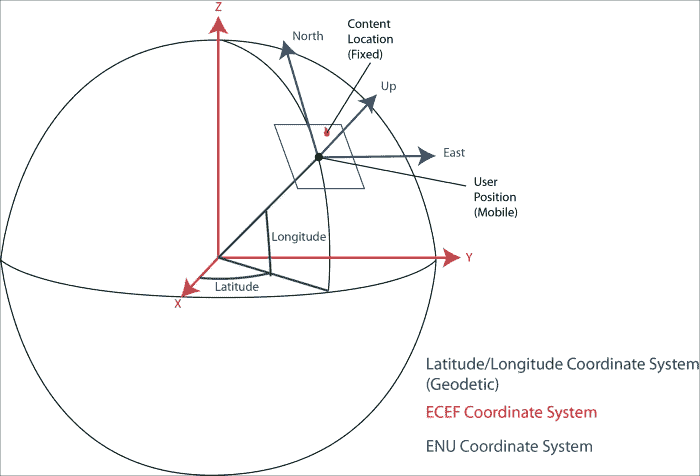 Z
Content
Location
(Fixed)
North
Up
East
User
Position
(Mobile)
Longitude
Y
Latitude
X
Latitude/Longitude Coordinate System
(Geodetic)
ECEF Coordinate System
ENU Coordinate System